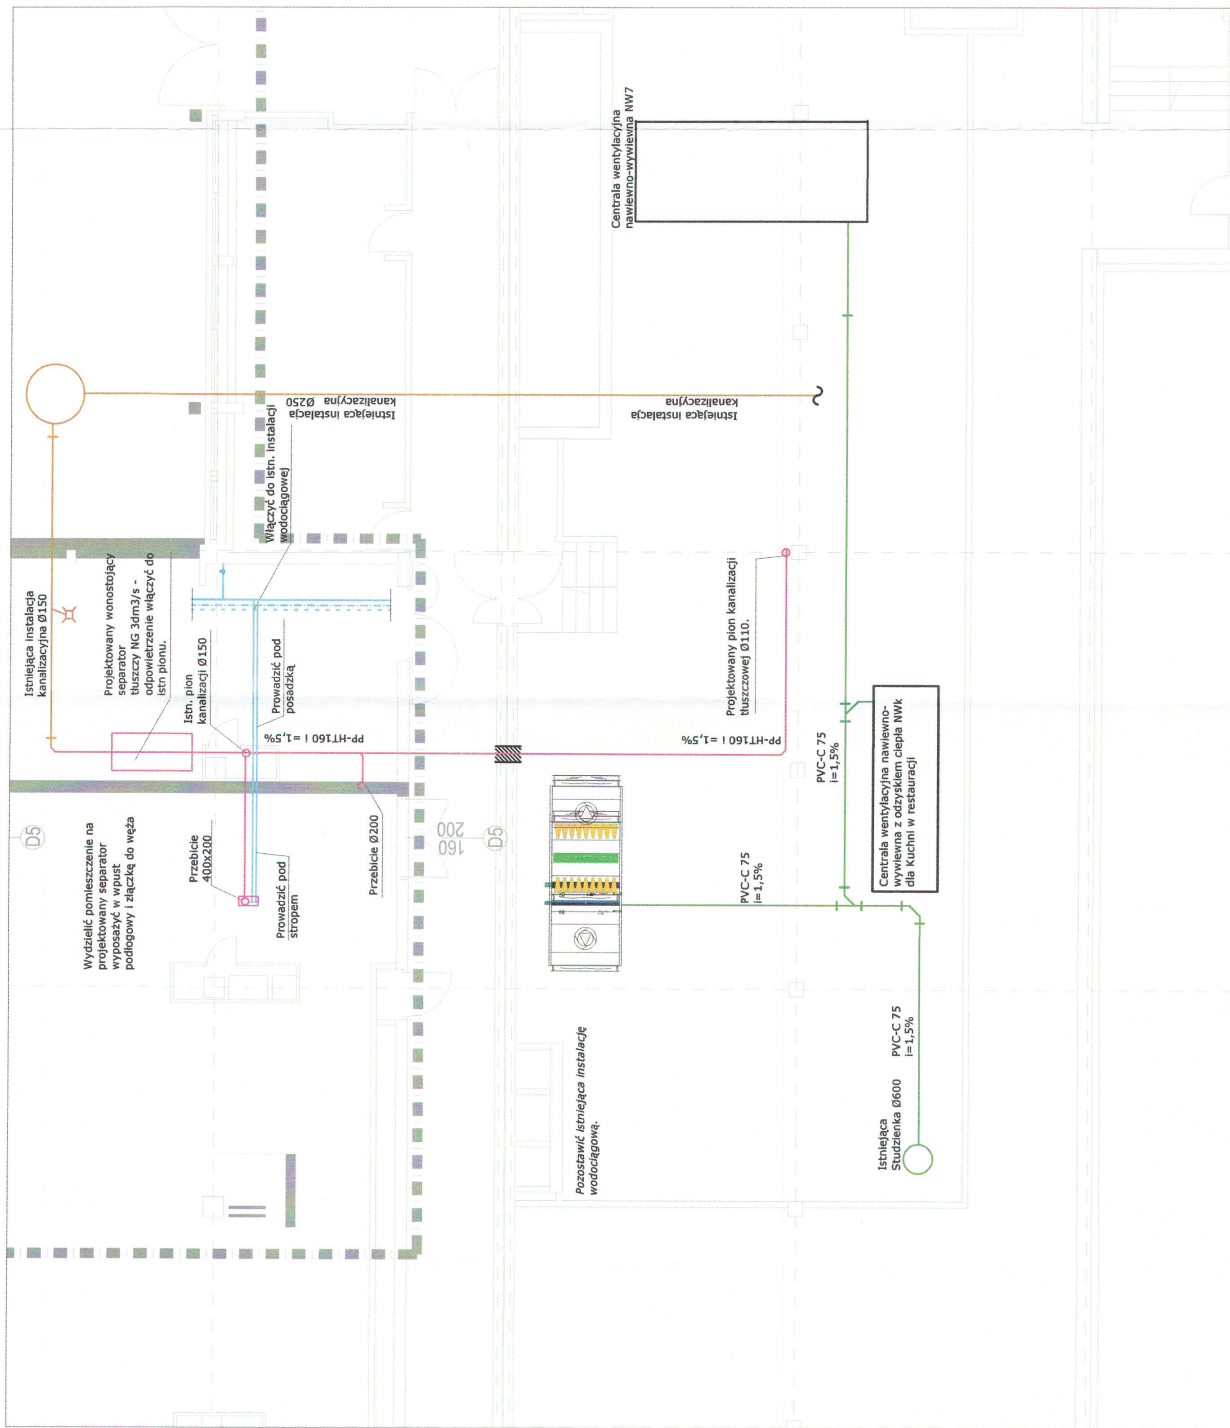 Istniejąca instalacja
kanalizacyjna Ø150
Projektowany wonostojący
separator
tłuszczy NG 3dm3/s -
odpowietrzenie włączyć do
istn pionu.
Istn. pion
kanalizacji Ø150
Prowadzić pod
posadzką
PP-HT160 i =1,5%
Włączyć do istn. instalacji
wodociągowej
Istniejąca instalacja
kanalizacyjna Ø250
Istniejąca instalacja
kanalizacyjna
Centrala wentylacyjna
nawiewno-wywiewna NW7
D5
Wydzielić pomieszczenie na
projektowany separator
wyposażyć w wpust
podłogowy i złączkę do węża
Przebicie
400x200
Prowadzić pod
stropem
Przebicie Ø200
160
200
D5
Projektowany pion kanalizacji
tłuszczowej Ø110.
PP-HT160 i =1,5%
PVC-C 75
i=1,5%
PVC-C 75
i=1,5%
Centrala wentylacyjna nawiewno-
wywiewna z odzyskiem ciepła NWk
dla Kuchni w restauracji
Pozostawić istniejąca instalację
wodociągową.
PVC-C 75
i=1,5%
Istniejąca
Studzienka Ø600